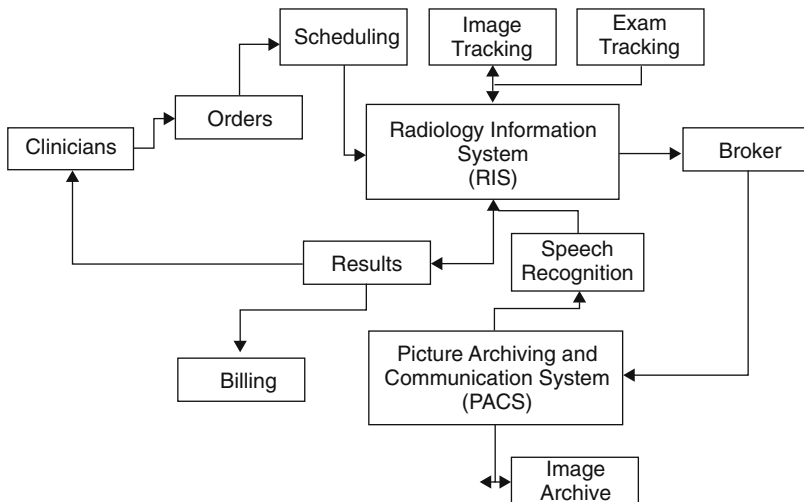 Scheduling
Image
Tracking
Exam
Tracking
Orders
Clinicians
Radiology Information
System
(RIS)
Broker
Results
Speech
Recognition
Billing
Picture Archiving and
Communication System
(PACS)
Image
Archive